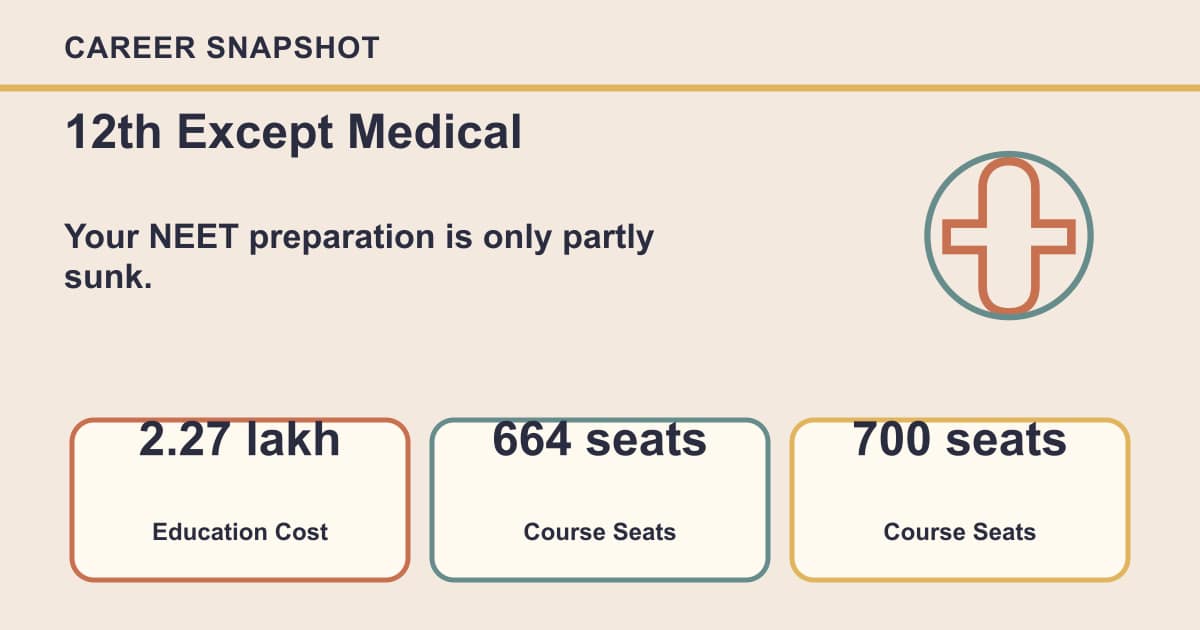 CAREER SNAPSHOT
12th Except Medical
Your NEET preparation is only partly
sunk.
2.27 lakh
664 seats
700 seats
Education Cost
Course Seats
Course Seats